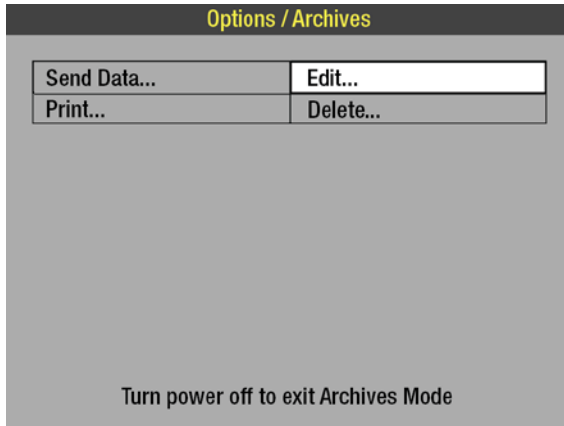 Options / Archives
Send Data... Edit...
Print... Delete...
Turn power off to exit Archives Mode